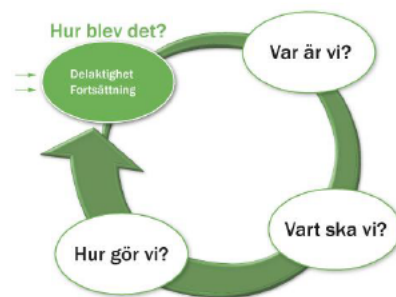 Hur blev det?
Delaktighet
Fortsättning
Var är vi?
Vart ska vi?
Hur gör vi?